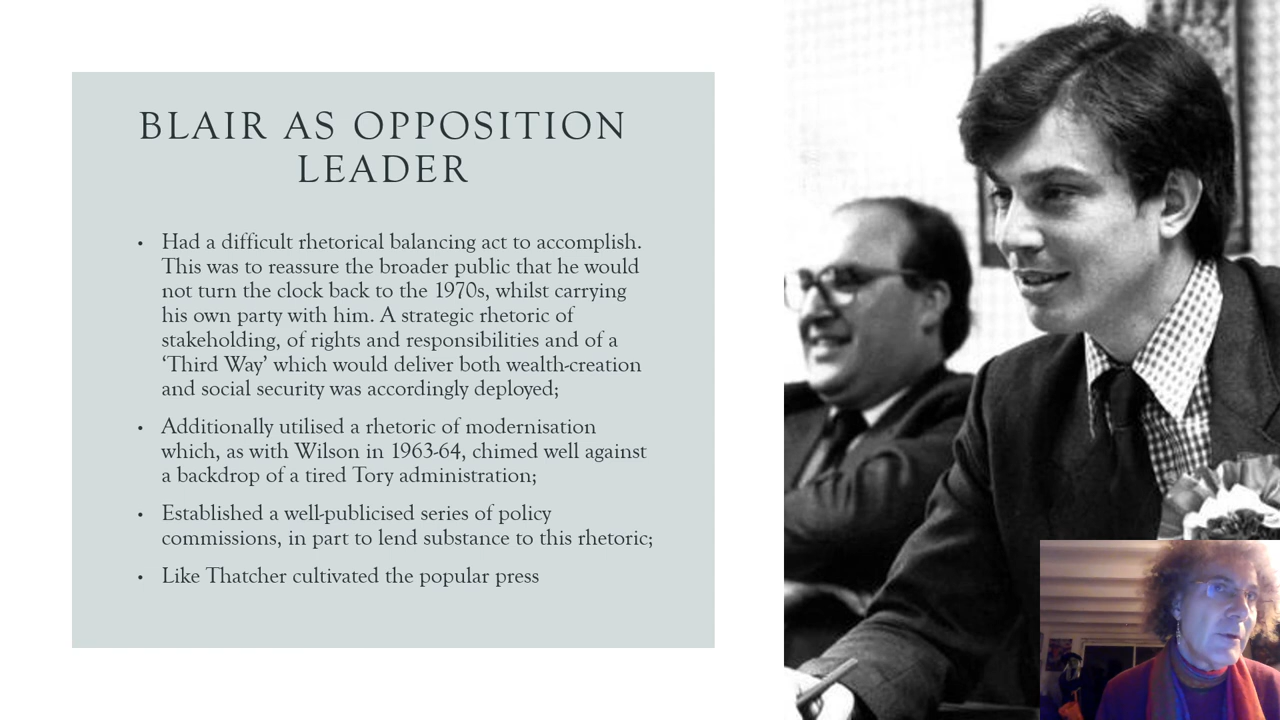 BLAIR AS OPPOSITION
LEADER
• Had a difficult rhetorical balancing act to accomplish.
This was to reassure the broader public that he would
not turn the clock back to the 1970s, whilst carrying
his own party with him. A strategic rhetoric of
stakeholding, of rights and responsibilities and of a
‘Third Way’ which would deliver both wealth-creation
and social security was accordingly deployed;
• Additionally utilised a rhetoric of modernisation
which, as with Wilson in 1963-64, chimed well against
a backdrop of a tired Tory administration;
• Established a well-publicised series of policy
commissions, in part to lend substance to this rhetoric;
• Like Thatcher cultivated the popular press